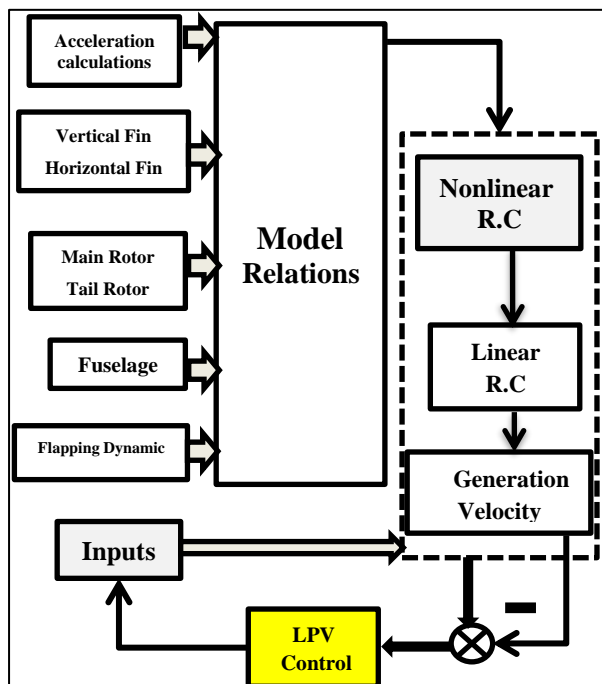 Acceleration
calculations
Vertical Fin
Horizontal Fin
Main Rotor
Tail Rotor
Fuselage
Flapping Dynamic
Model
Relations
Nonlinear
R.C
Linear
R.C
Generation
Velocity
Inputs
LPV
Control